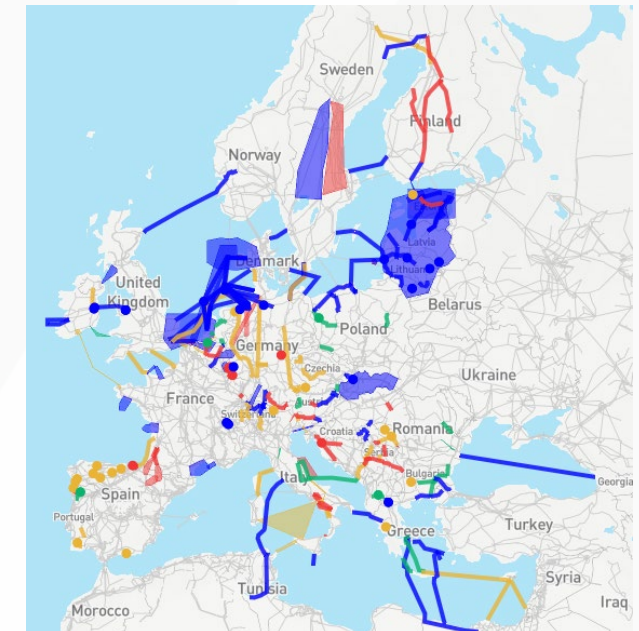 Sweden
Finland
Norway
Latvia
Denmark
Lithuania
United
Kingdom
Belarus
Poland
Germany
Czechia
Ukraine
France
Austria
Switzerland
Croatia
Romania
Serbia
Italy
Bulgaria
Georgia
Spain
Portugal
Greece
Turkey
Tunisia
Syria
Morocco
Iraq